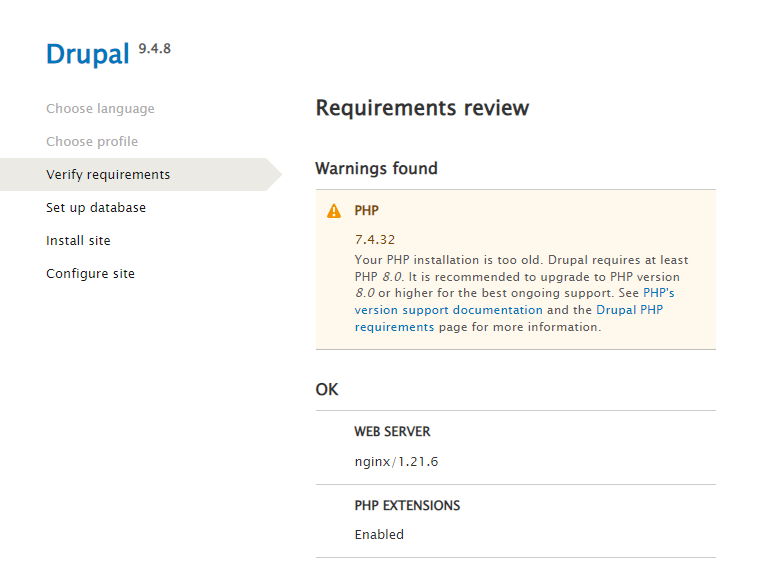 Drupal 9.4.8
Choose language
Choose profile
Verify requirements
Set up database
Install site
Configure site
Requirements review
Warnings found
PHP
7.4.32
Your PHP installation is too old. Drupal requires at least
PHP 8.0. It is recommended to upgrade to PHP version
8.0 or higher for the best ongoing support. See PHP's
version support documentation and the Drupal PHP
requirements page for more information.
OK
WEB SERVER
nginx/1.21.6
PHP EXTENSIONS
Enabled